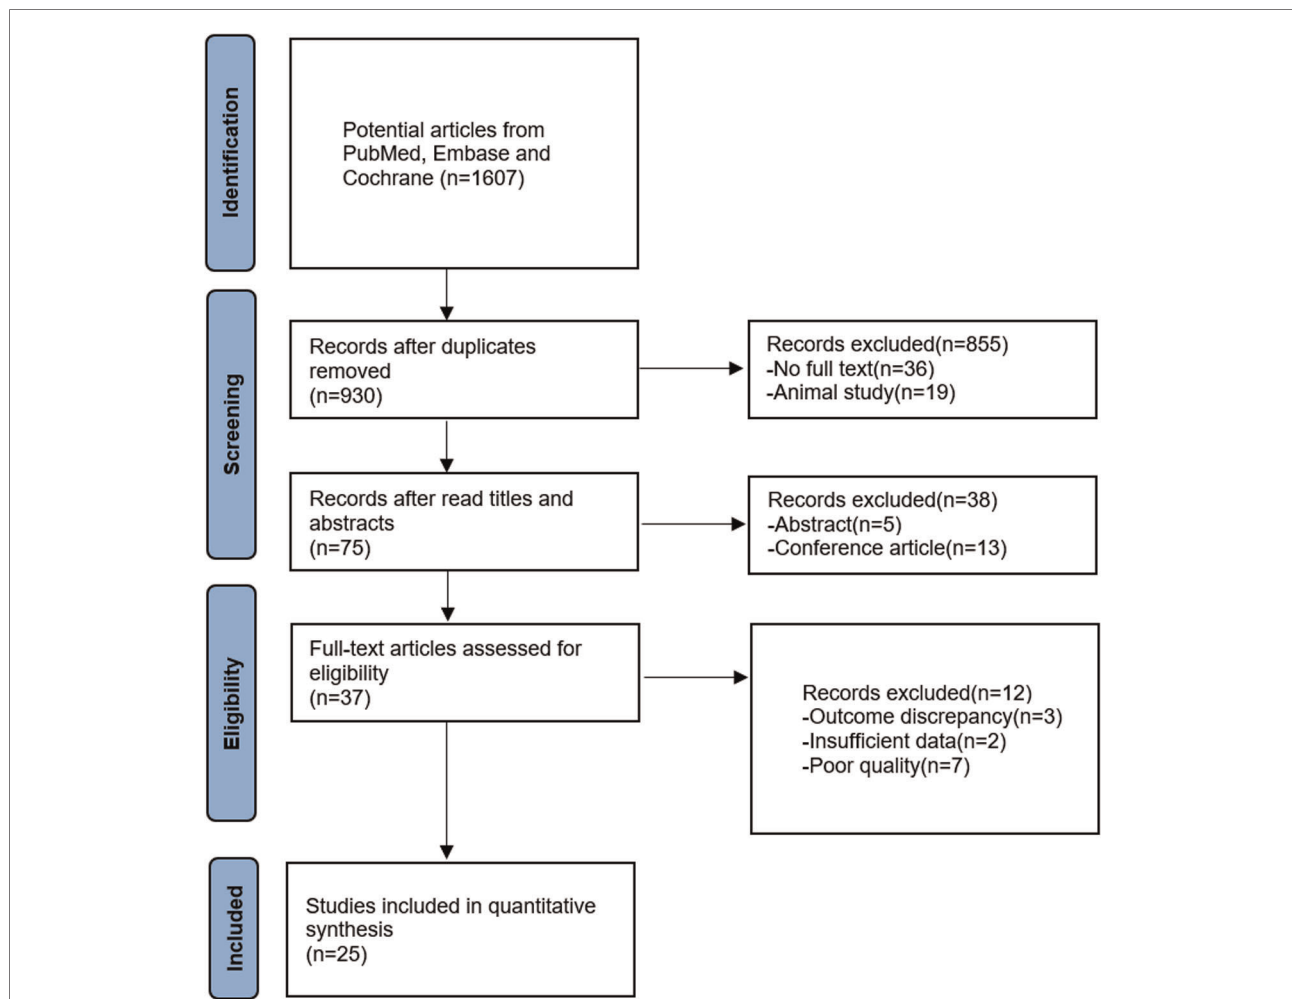 Identification
Potential articles from
PubMed, Embase and
Cochrane (n=1607)
Screening
Records after duplicates
removed
(n=930)
Records excluded(n=855)
-No full text(n=36)
-Animal study(n=19)
Records after read titles and
abstracts
(n=75)
Records excluded(n=38)
-Abstract(n=5)
-Conference article(n=13)
Eligibility
Full-text articles assessed for
eligibility
(n=37)
Records excluded(n=12)
-Outcome discrepancy(n=3)
-Insufficient data(n=2)
-Poor quality(n=7)
Included
Studies included in quantitative
synthesis
(n=25)